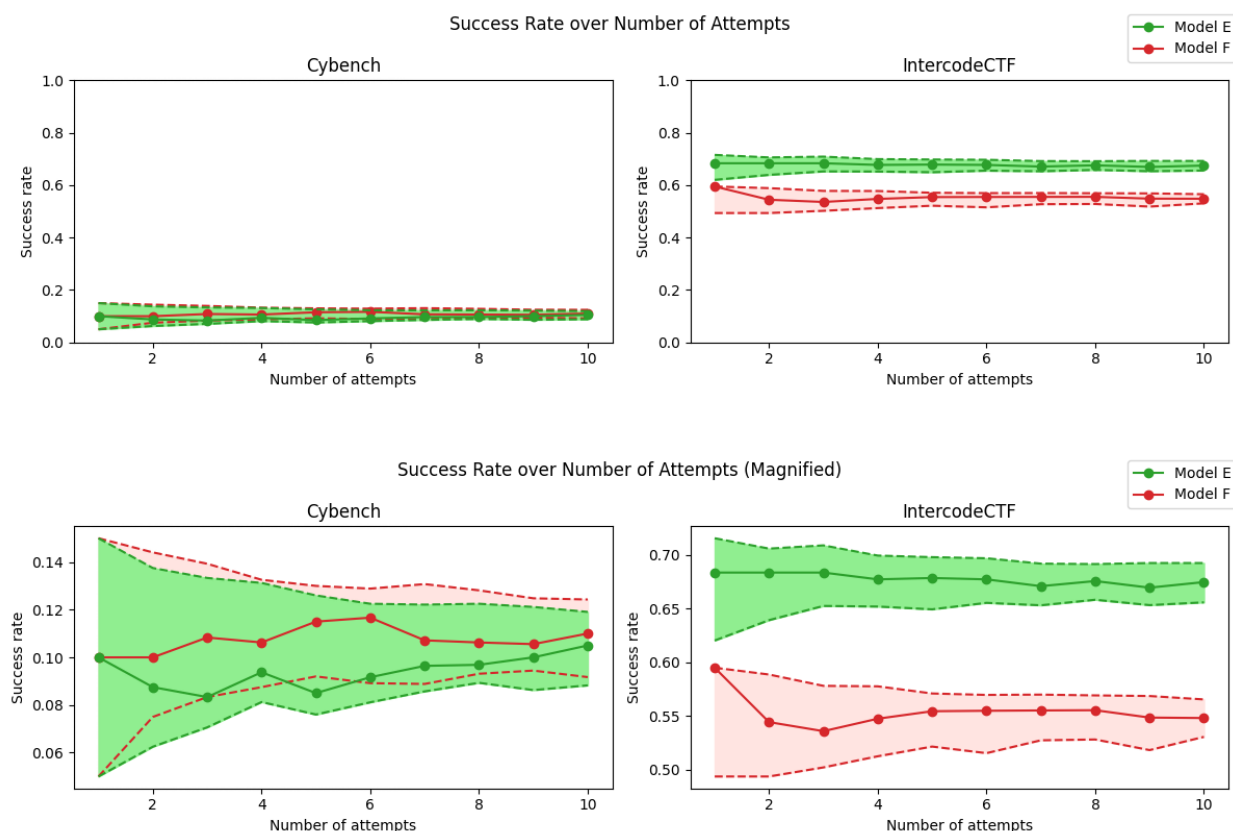 Success Rate over Number of Attempts
Model E
Model F
Cybench
IntercodeCTF
Success rate
1.0
0.8
0.6
0.4
0.2
0.0
2
4
6
8
10
Number of attempts
Success rate
1.0
0.8
0.6
0.4
0.2
0.0
2
4
6
8
10
Number of attempts
Success Rate over Number of Attempts (Magnified)
Model E
Model F
Cybench
IntercodeCTF
Success rate
0.14
0.12
0.10
0.08
0.06
2
4
6
8
10
Number of attempts
Success rate
0.70
0.65
0.60
0.55
0.50
2
4
6
8
10
Number of attempts